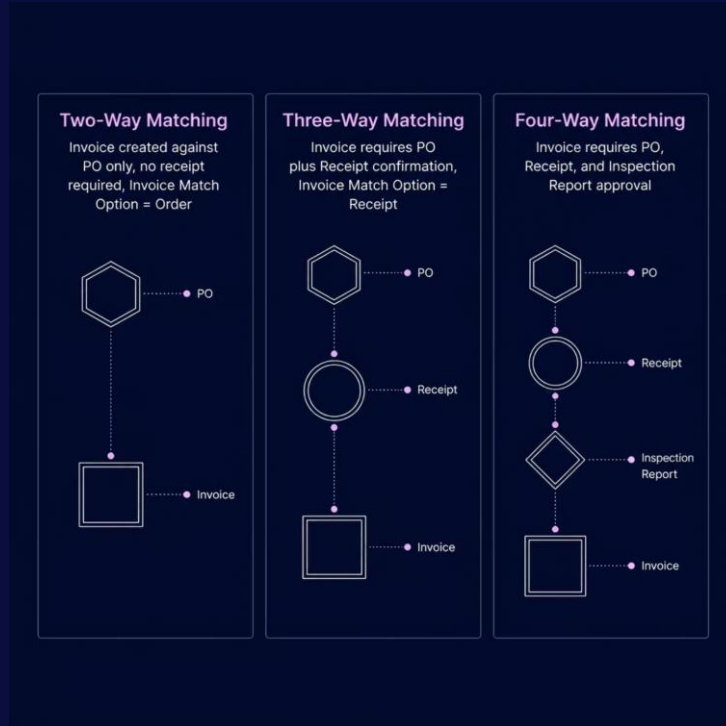 Two-Way Matching
Invoice created against
PO only, no receipt
required, Invoice Match
Option = Order
PO
Invoice
Three-Way Matching
Invoice requires PO
plus Receipt confirmation,
Invoice Match Option =
Receipt
PO
Receipt
Invoice
Four-Way Matching
Invoice requires PO,
Receipt, and Inspection
Report approval
PO
Receipt
Inspection
Report
Invoice